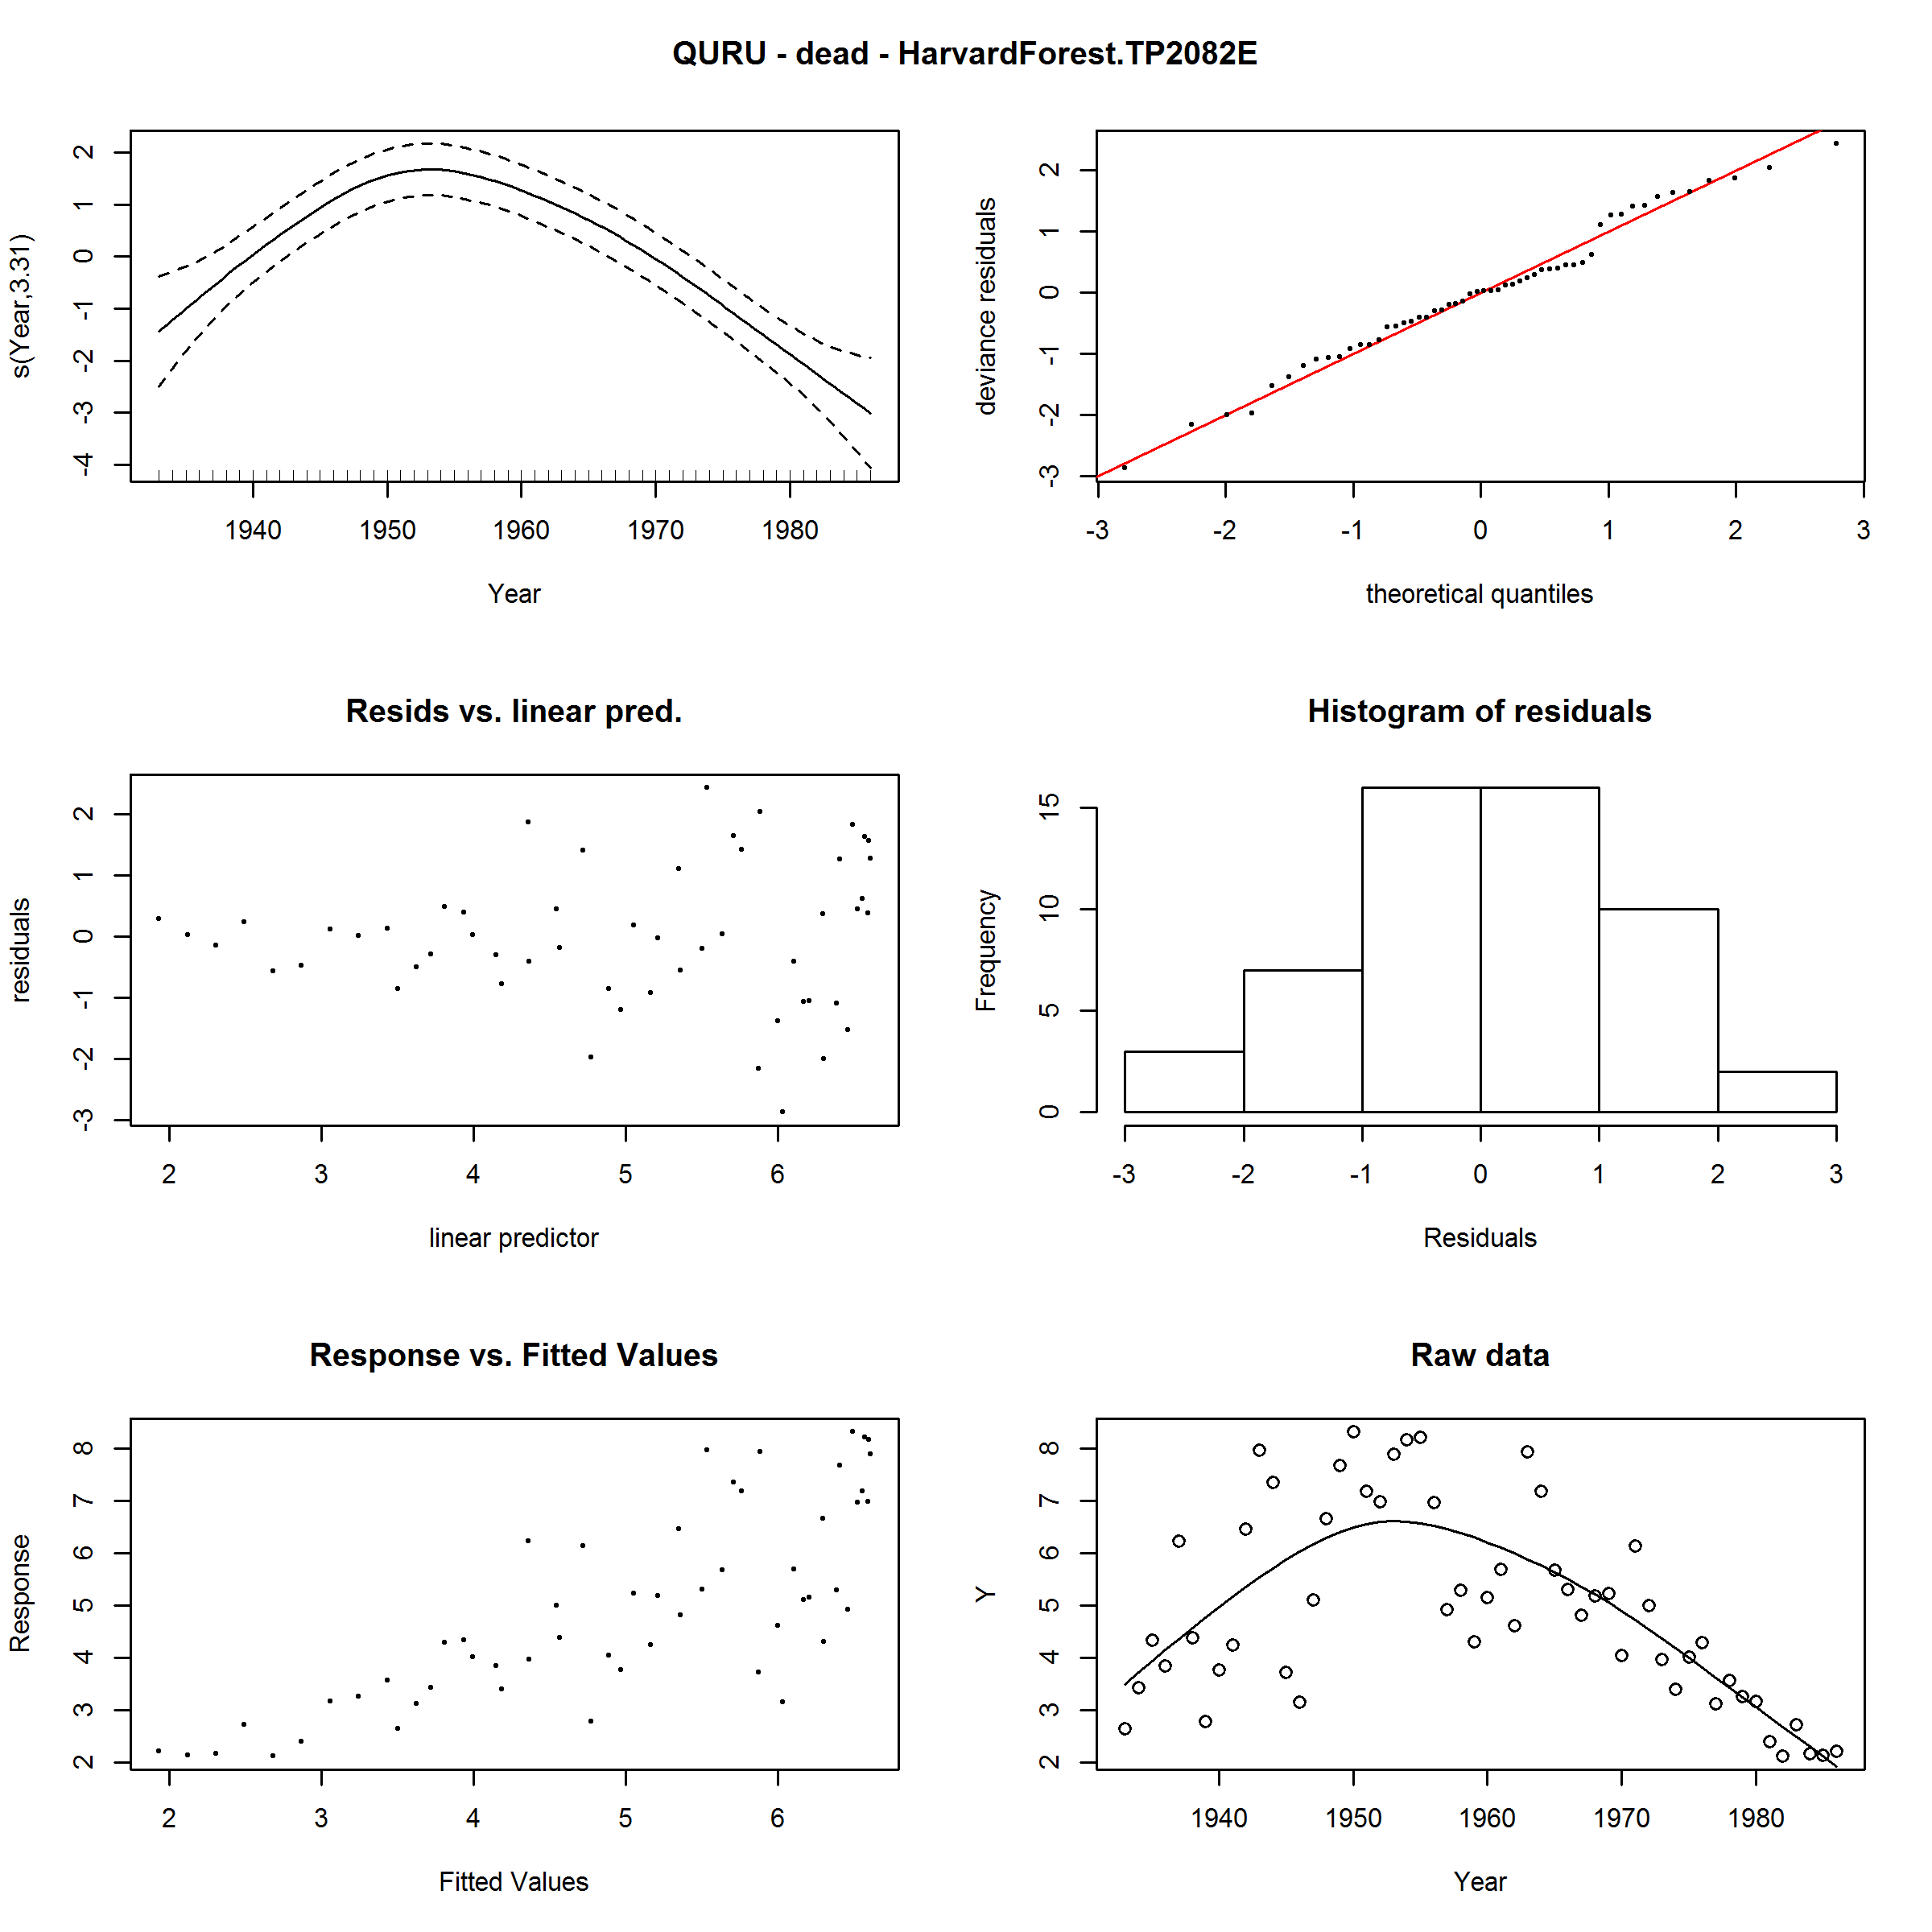 QURU - dead - HarvardForest.TP2082E
s(Year,3.31)
2
1
0
-1
-2
-3
-4
1940 1950 1960 1970 1980
Year
deviance residuals
2
1
0
-1
-2
-3
-3 -2 -1 0 1 2 3
theoretical quantiles
Resids vs. linear pred.
residuals
2
1
0
-1
-2
-3
2 3 4 5 6
linear predictor
Histogram of residuals
Frequency
15
10
5
0
-3 -2 -1 0 1 2 3
Residuals
Response vs. Fitted Values
Response
8
7
6
5
4
3
2
2 3 4 5 6
Fitted Values
Raw data
Y
8
7
6
5
4
3
2
1940 1950 1960 1970 1980
Year